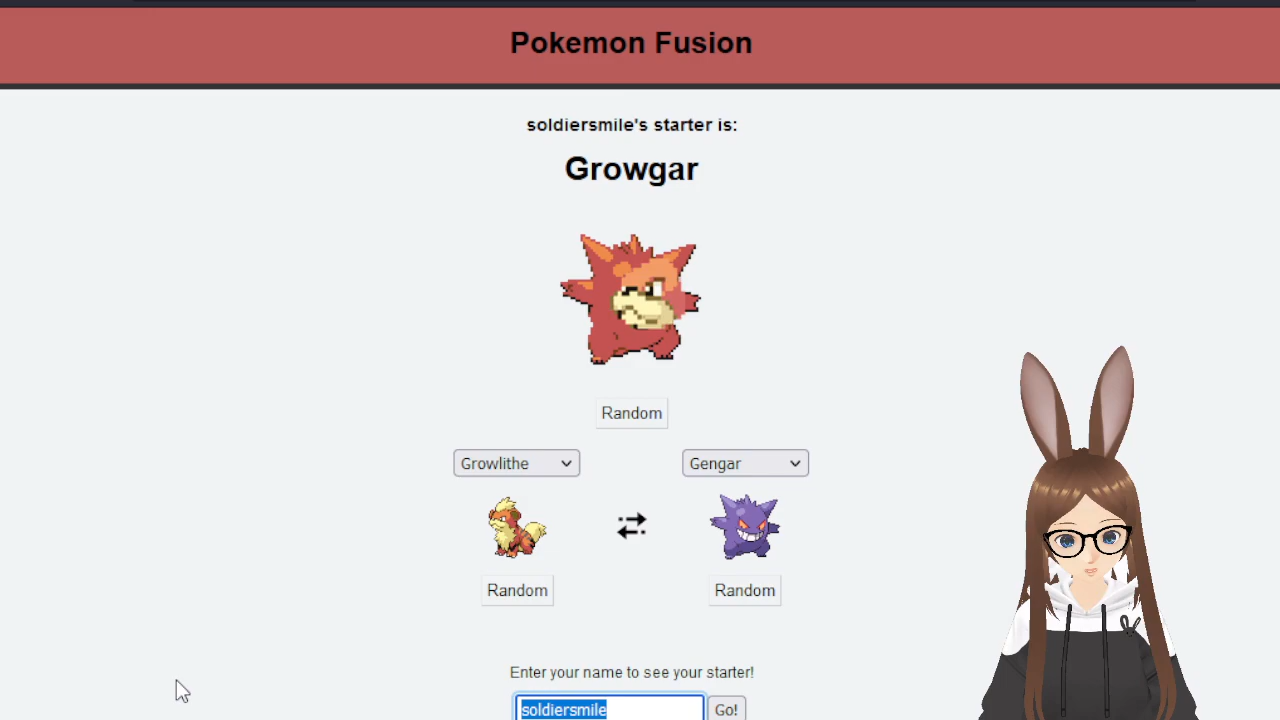 Pokemon Fusion
soldiersmile's starter is:
Growgar
Random
Growlithe
Gengar
Random
Random
Enter your name to see your starter!
soldiersmile
Go!